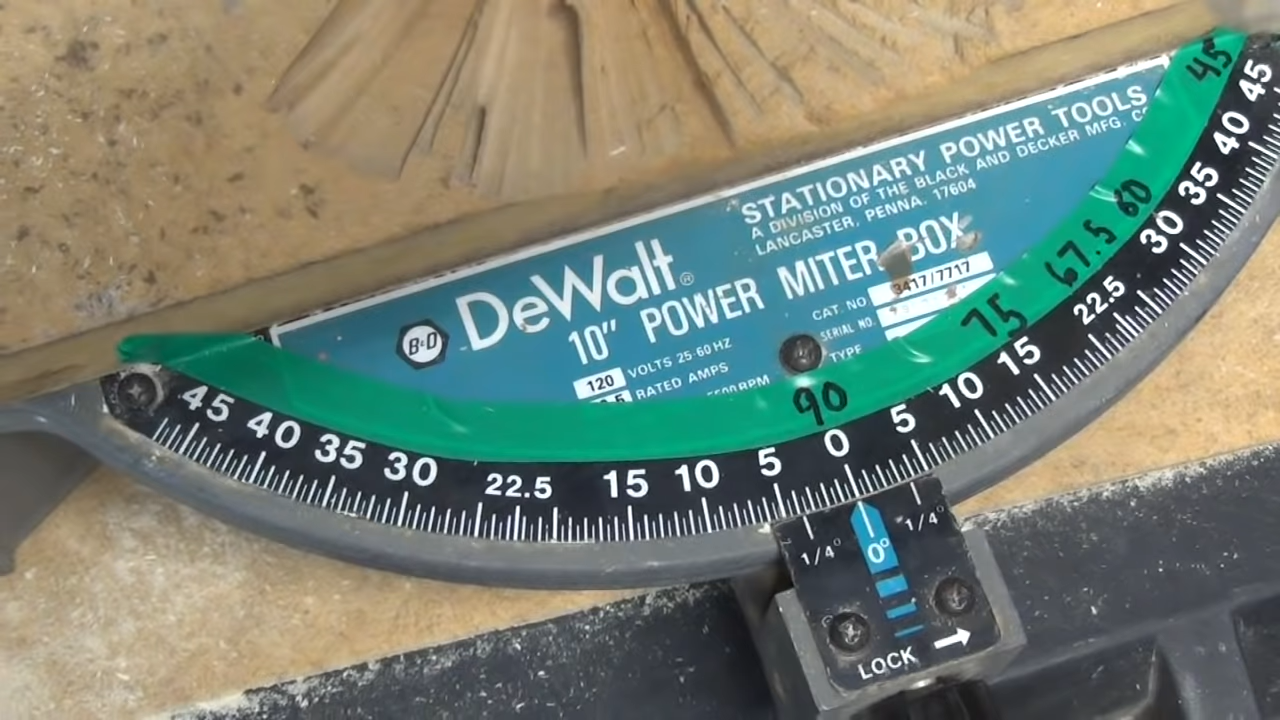 STATIONARY POWER TOOLS
A DIVISION OF THE BLACK AND DECKER MFG.
LANCASTER, PENNA. 17604
B&D DeWalt®
10" POWER MITER BOX
CAT. NO. 3417/7717
SERIAL NO.
TYPE
120 VOLTS 25-60 HZ
RATED AMPS
RPM
45 60 67.5 75 90
45 40 35 30 22.5 15 10 5 0 5 10 15 22.5 30 35 40 45
1/4° 0° 1/4°
LOCK